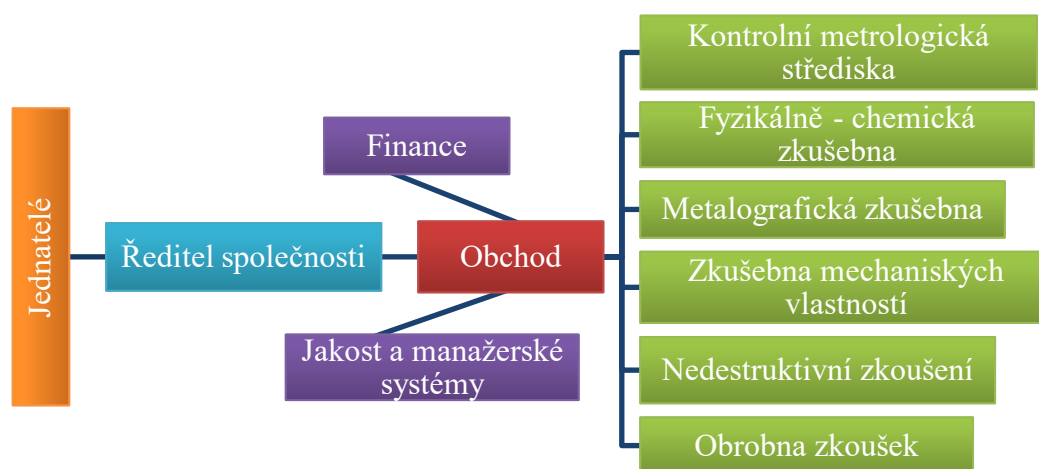 Jednatelé
Ředitel společnosti
Finance
Obchod
Jakost a manažerské
systémy
Kontrolní metrologická
střediska
Fyzikálně - chemická
zkušebna
Metalografická zkušebna
Zkušebna mechaniských
vlastností
Nedestruktivní zkoušení
Obrobna zkoušek